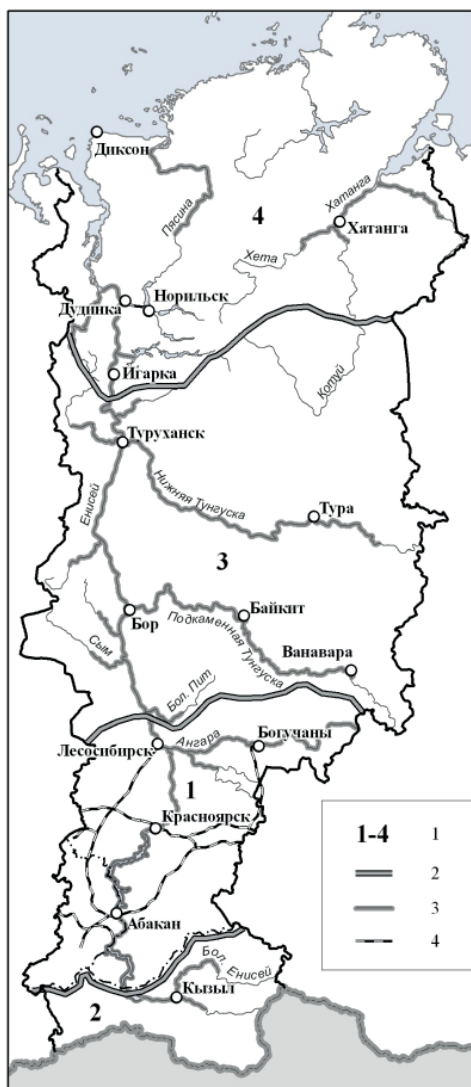 Диксон
Пясина
4
Хатанга
Хатанга
Хета
Дудинка
Норильск
Игарка
Котуй
Туруханск
Енисей
Нижняя Тунгуска
Тура
3
Бор
Байкит
Подкаменная Тунгуска
Ванавара
Сым
Бол. Пит
Лесосибирск
Ангара
Богучаны
1
Красноярск
1-4 1
2
3
4
Абакан
Бол. Енисей
Кызыл
2